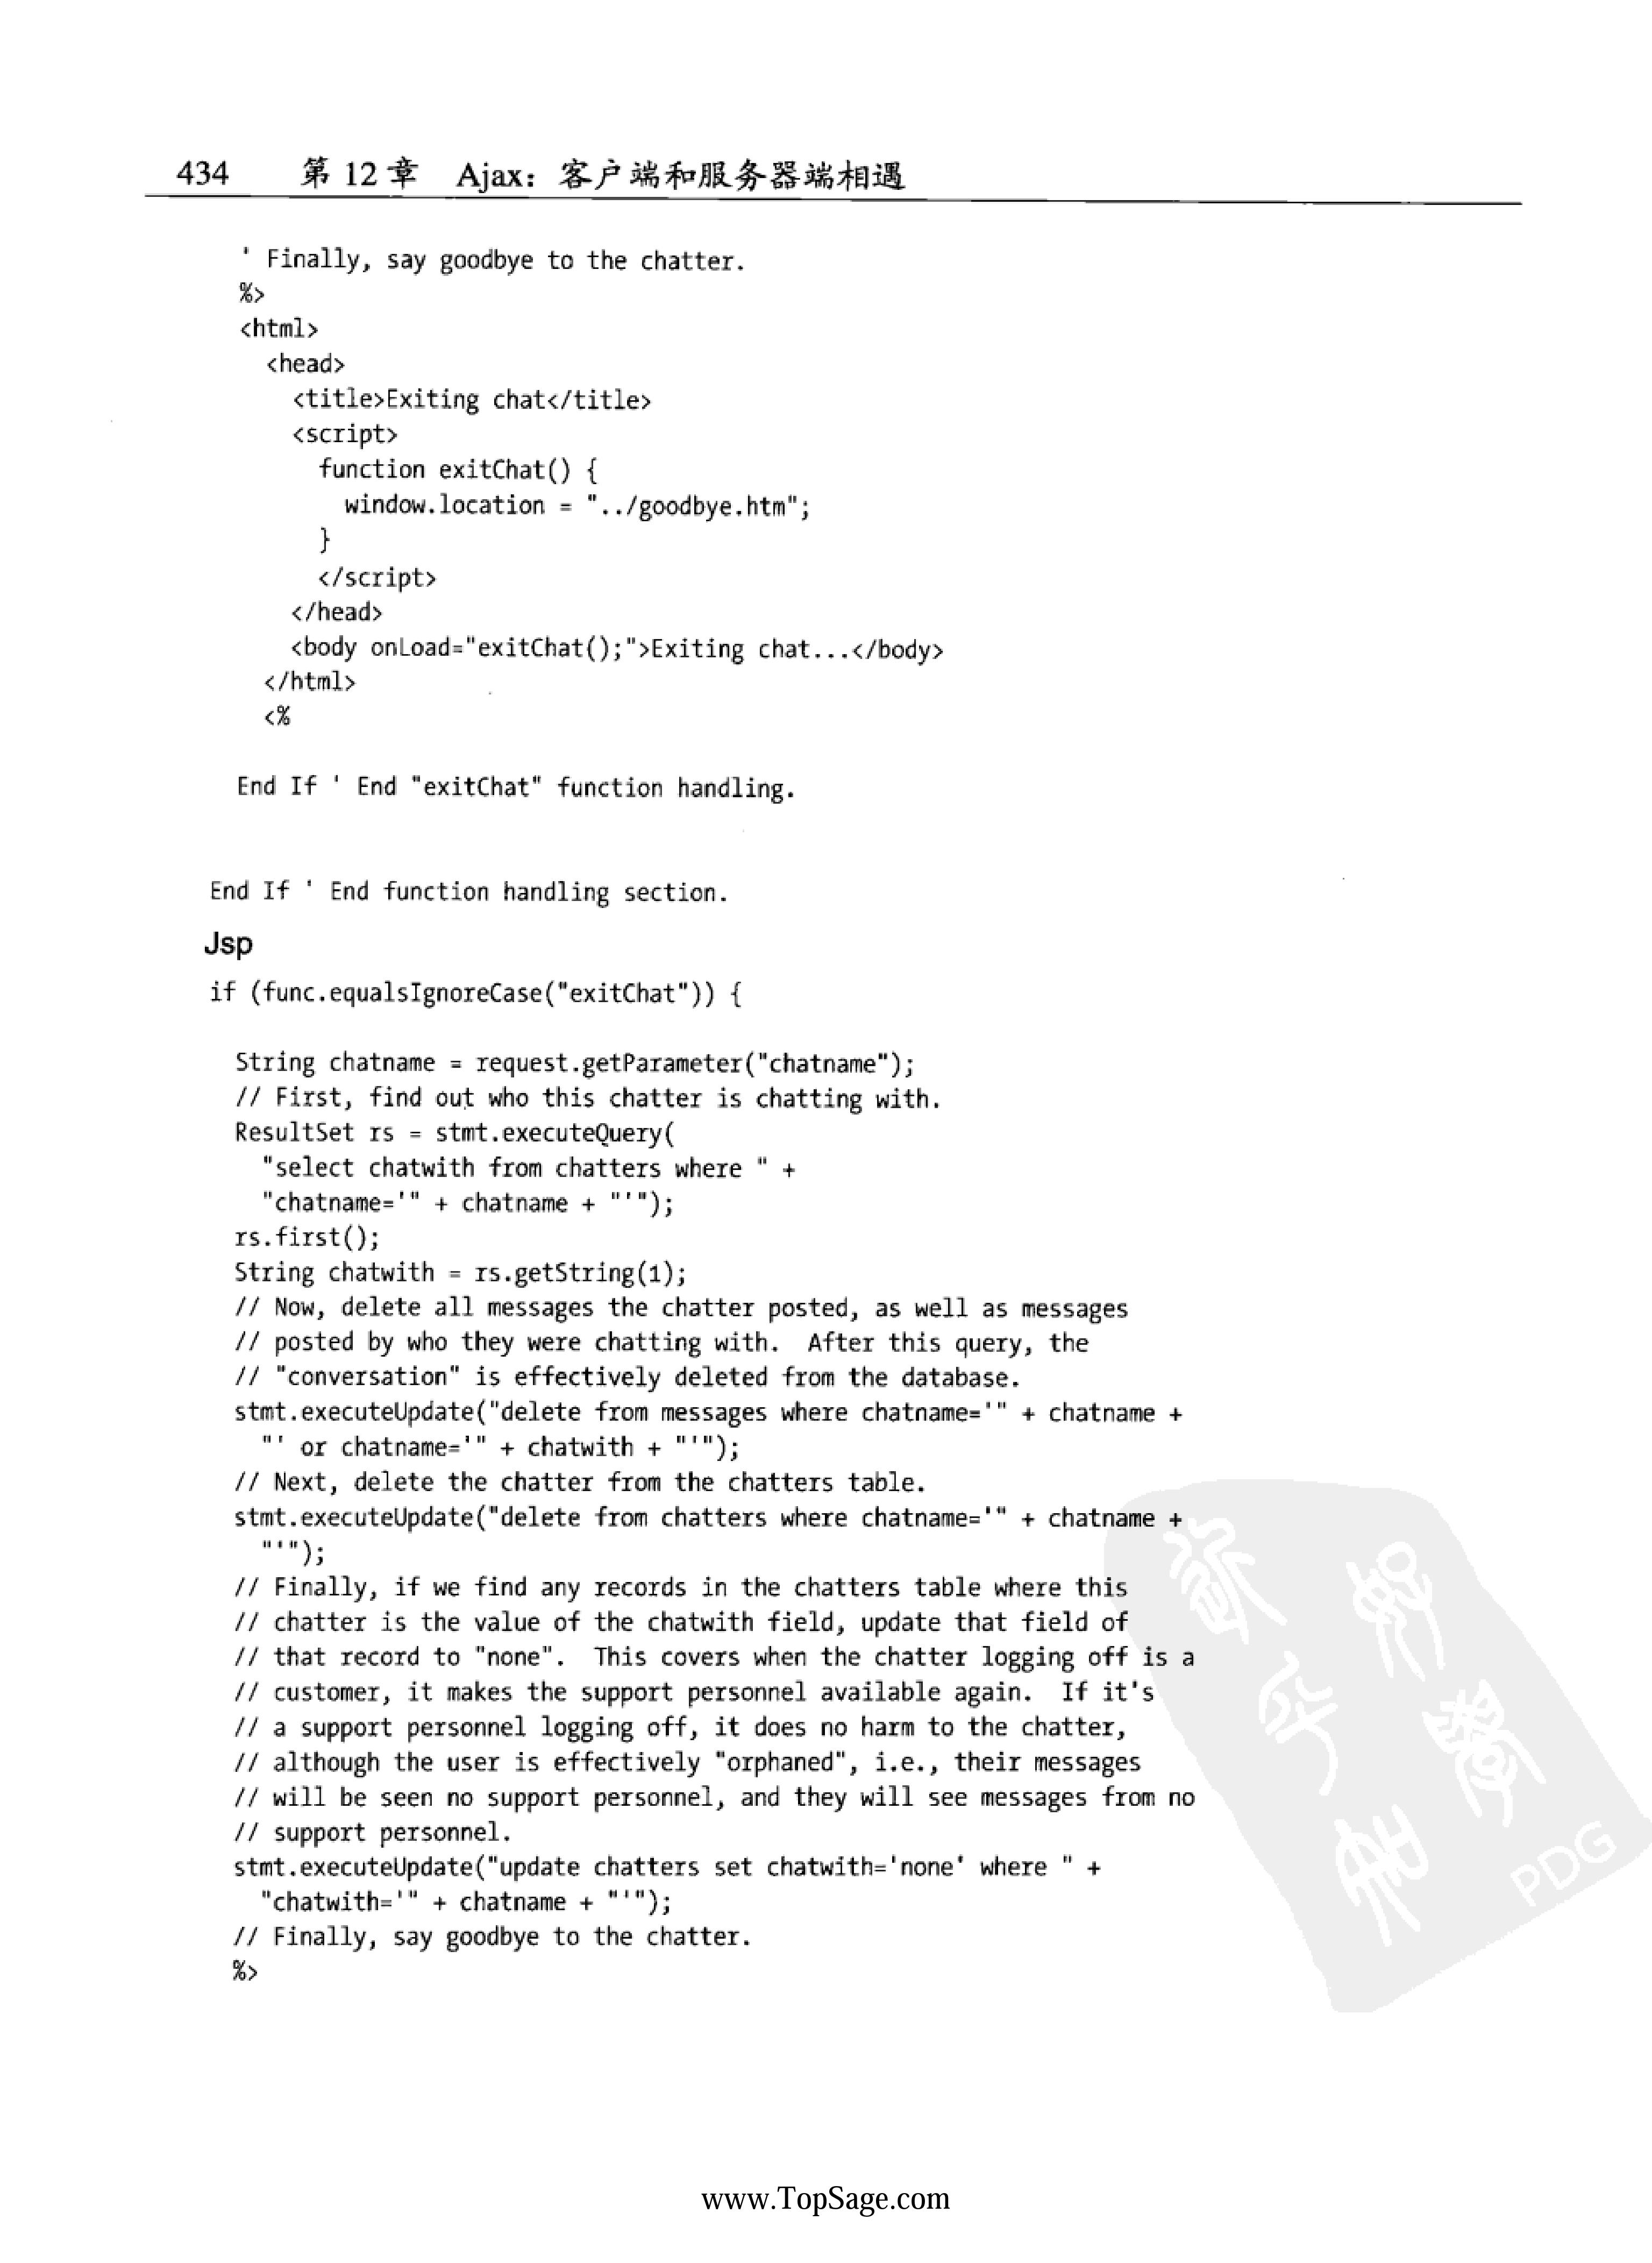 434 第 12 章 Ajax：客户端和服务器端相遇
' Finally, say goodbye to the chatter.
%>
<html>
<head>
<title>Exiting chat</title>
<script>
function exitChat() {
window.location = "../goodbye.htm";
}
</script>
</head>
<body onLoad="exitChat();">Exiting chat...</body>
</html>
<%
End If ' End "exitChat" function handling.
End If ' End function handling section.
Jsp
if (func.equalsIgnoreCase("exitChat")) {
String chatname = request.getParameter("chatname");
// First, find out who this chatter is chatting with.
ResultSet rs = stmt.executeQuery(
"select chatwith from chatters where " +
"chatname='" + chatname + "'");
rs.first();
String chatwith = rs.getString(1);
// Now, delete all messages the chatter posted, as well as messages
// posted by who they were chatting with.  After this query, the
// "conversation" is effectively deleted from the database.
stmt.executeUpdate("delete from messages where chatname='" + chatname +
"' or chatname='" + chatwith + "'");
// Next, delete the chatter from the chatters table.
stmt.executeUpdate("delete from chatters where chatname='" + chatname +
"'");
// Finally, if we find any records in the chatters table where this
// chatter is the value of the chatwith field, update that field of
// that record to "none".  This covers when the chatter logging off is a
// customer, it makes the support personnel available again.  If it's
// a support personnel logging off, it does no harm to the chatter,
// although the user is effectively "orphaned", i.e., their messages
// will be seen no support personnel, and they will see messages from no
// support personnel.
stmt.executeUpdate("update chatters set chatwith='none' where " +
"chatwith='" + chatname + "'");
// Finally, say goodbye to the chatter.
%>
PDG
www.TopSage.com